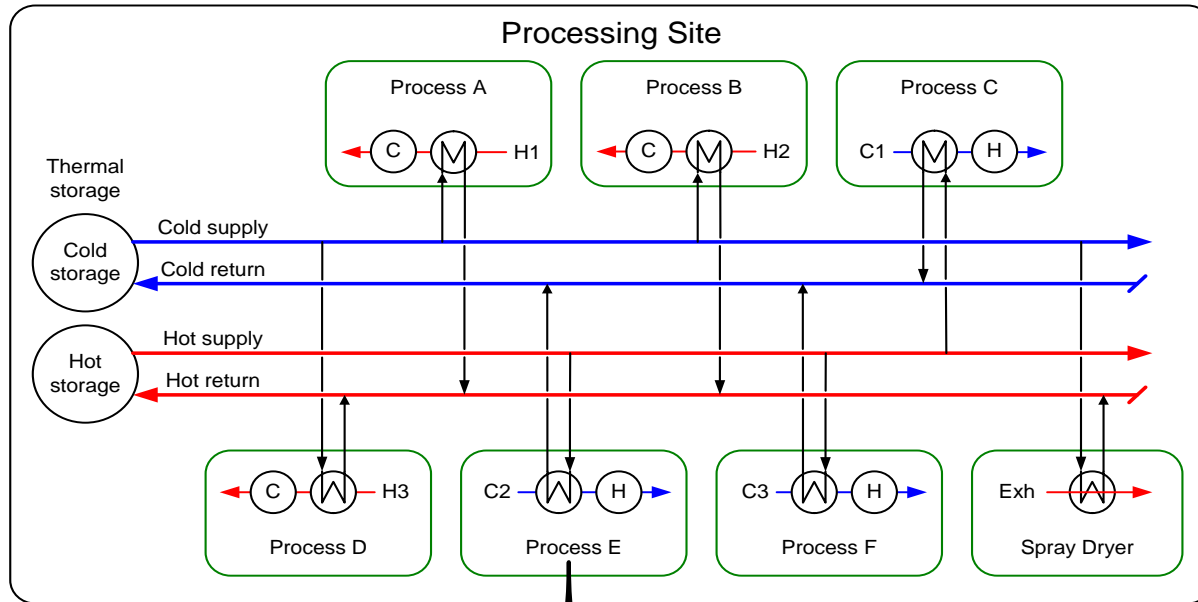 Processing Site
Process A
Process B
Process C
C
H1
C
H2
C1
H
Thermal
storage
Cold
storage
Cold supply
Cold return
Hot
storage
Hot supply
Hot return
C
H3
C2
H
C3
H
Exh
Process D
Process E
Process F
Spray Dryer